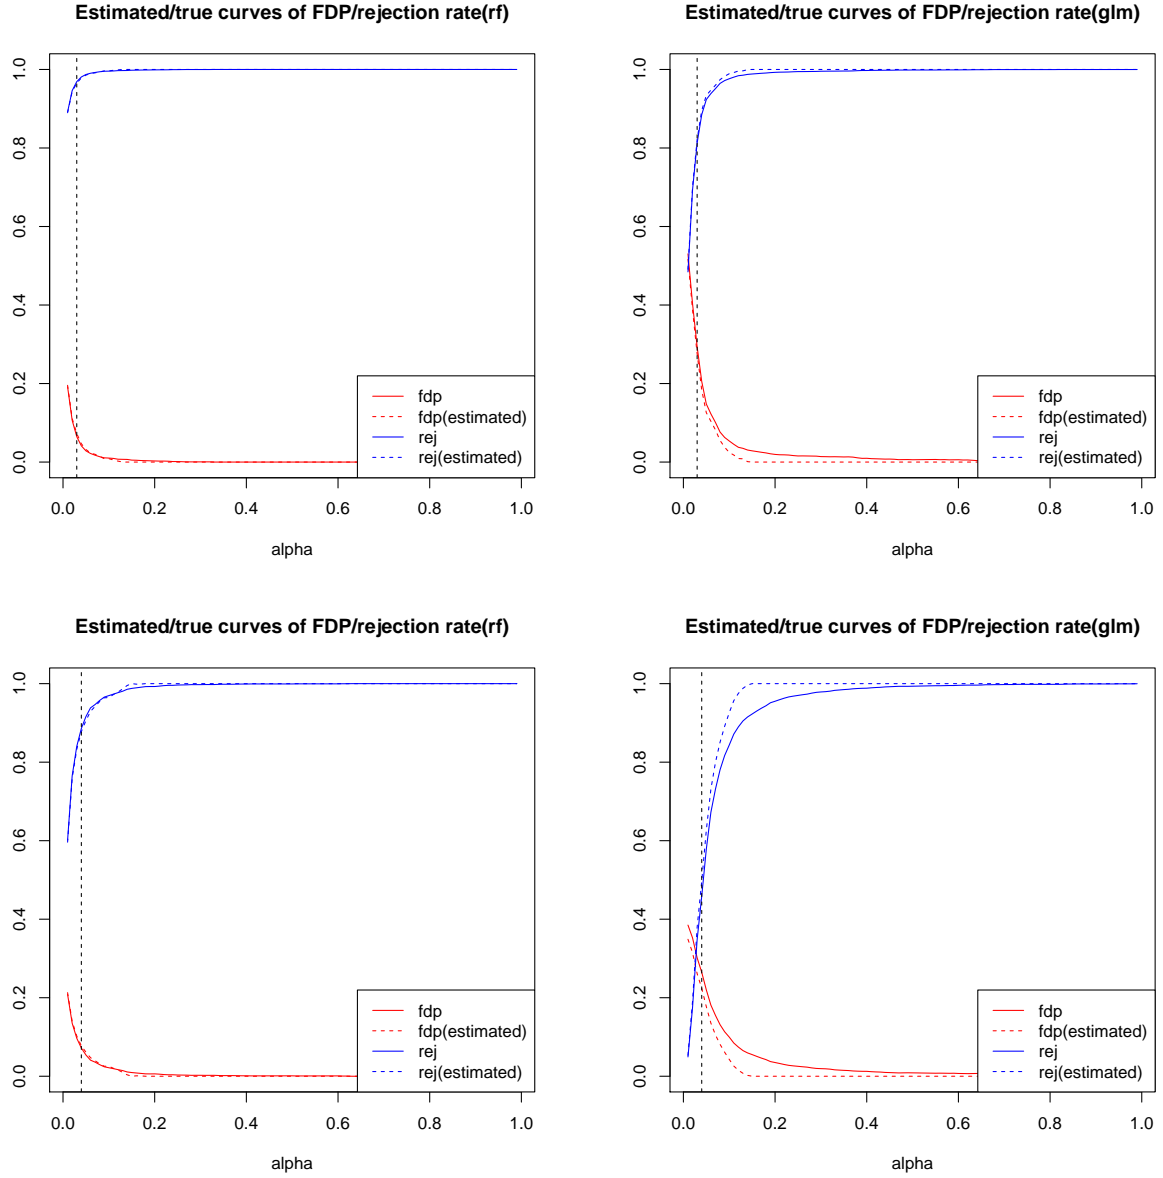 Estimated/true curves of FDP/rejection rate(rf)
1.0
0.8
0.6
0.4
0.2
0.0
fdp
fdp(estimated)
rej
rej(estimated)
0.0 0.2 0.4 0.6 0.8 1.0
alpha
Estimated/true curves of FDP/rejection rate(glm)
1.0
0.8
0.6
0.4
0.2
0.0
fdp
fdp(estimated)
rej
rej(estimated)
0.0 0.2 0.4 0.6 0.8 1.0
alpha
Estimated/true curves of FDP/rejection rate(rf)
1.0
0.8
0.6
0.4
0.2
0.0
fdp
fdp(estimated)
rej
rej(estimated)
0.0 0.2 0.4 0.6 0.8 1.0
alpha
Estimated/true curves of FDP/rejection rate(glm)
1.0
0.8
0.6
0.4
0.2
0.0
fdp
fdp(estimated)
rej
rej(estimated)
0.0 0.2 0.4 0.6 0.8 1.0
alpha